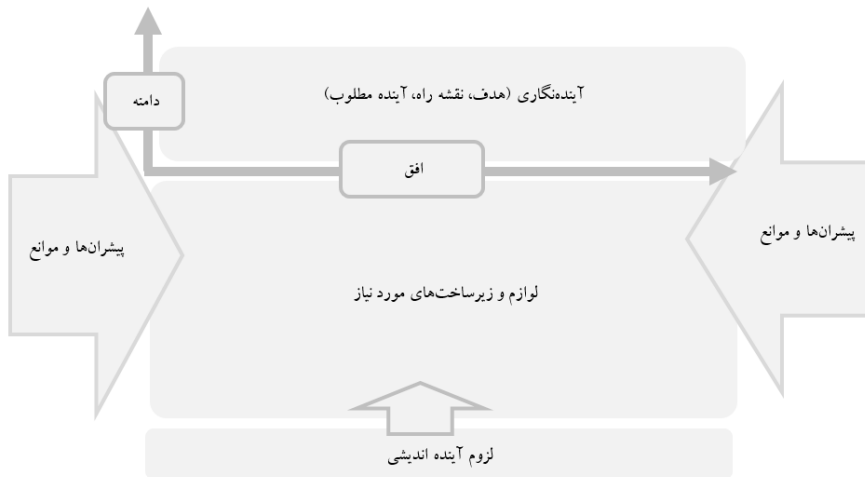 آینده‌نگاری (هدف، نقشه راه، آینده مطلوب)
دامنه
افق
پیشران‌ها و موانع
پیشران‌ها و موانع
لوازم و زیرساخت‌های مورد نیاز
لزوم آینده اندیشی